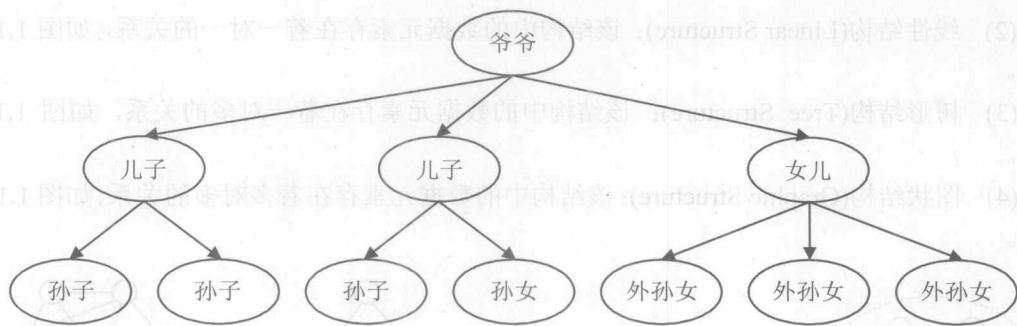 (2) 线性结构(Linear Structure)：该结构中的数据元素存在着一对一的关系，如图 1.1
爷爷
(3) 树形结构(Tree Structure)：该结构中的数据元素存在着一对多的关系，如图 1.1
儿子 儿子 女儿
(4) 图状结构(Graphic Structure)：该结构中的数据元素存在着多对多的关系，如图 1.1
孙子 孙子 孙子 孙女 外孙女 外孙女 外孙女